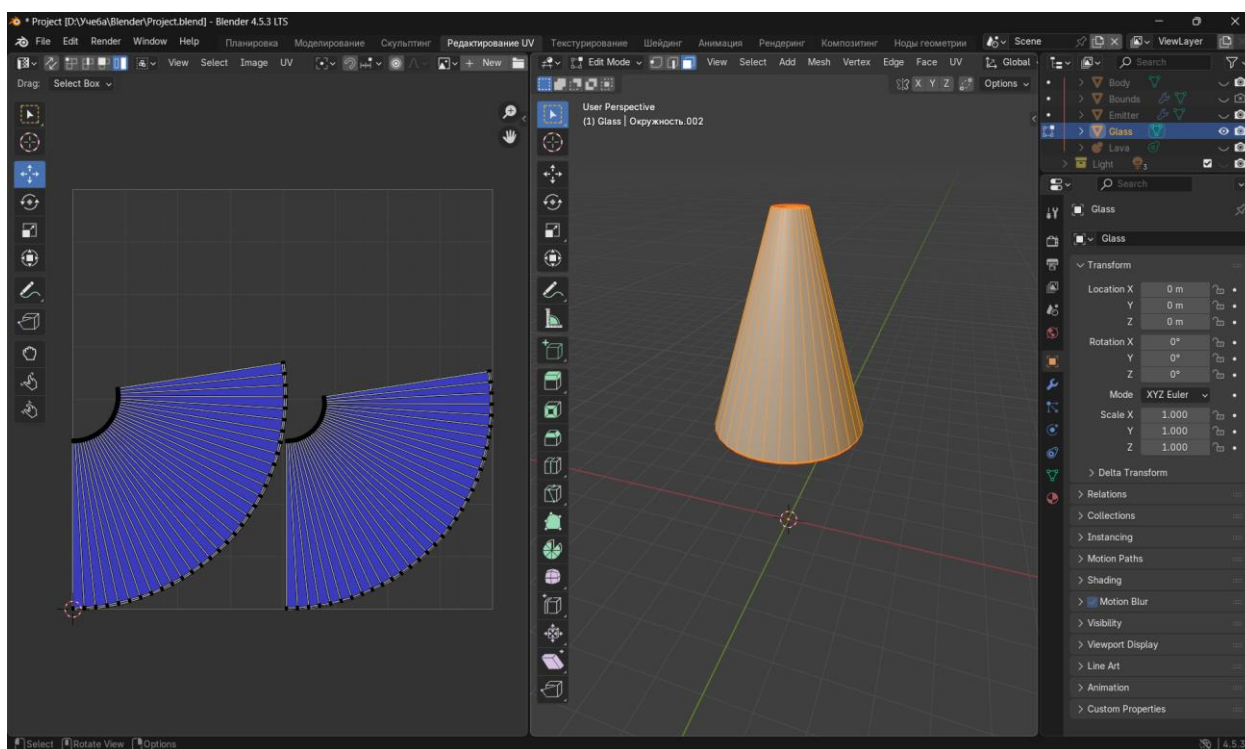 * Project [D:\Учеба\Blender\Project.blend] - Blender 4.5.3 LTS
File Edit Render Window Help Планировка Моделирование Скульптинг Редактирование UV Текстурирование Шейдинг Анимация Рендеринг Композитинг Ноды геометрии Scene ViewLayer
View Select Image UV + New Edit Mode View Select Add Mesh Vertex Edge Face UV Global Search
Drag: Select Box X Y Z Options
User Perspective
(1) Glass | Окружность.002
Body
Bounds
Emitter
Glass
Lava
Light 3
Search
Glass
Glass
Transform
Location X 0 m
Y 0 m
Z 0 m
Rotation X 0°
Y 0°
Z 0°
Mode XYZ Euler
Scale X 1.000
Y 1.000
Z 1.000
Delta Transform
Relations
Collections
Instancing
Motion Paths
Shading
Motion Blur
Visibility
Viewport Display
Line Art
Animation
Custom Properties
Select Rotate View Options 4.5.3